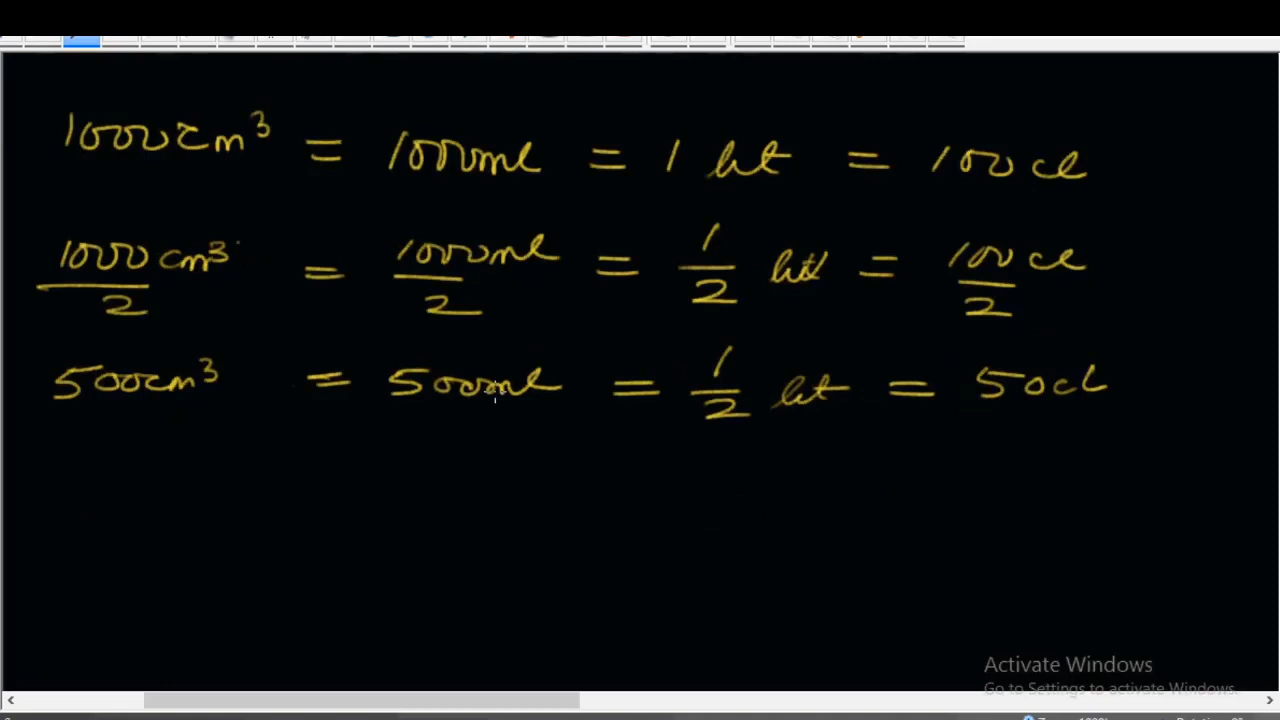 1000cm³ = 1000ml = 1 lit = 100cl
1000cm³/2 = 1000ml/2 = 1/2 lit = 100cl/2
500cm³ = 500ml = 1/2 lit = 50cl
Activate Windows
Go to Settings to activate Windows.